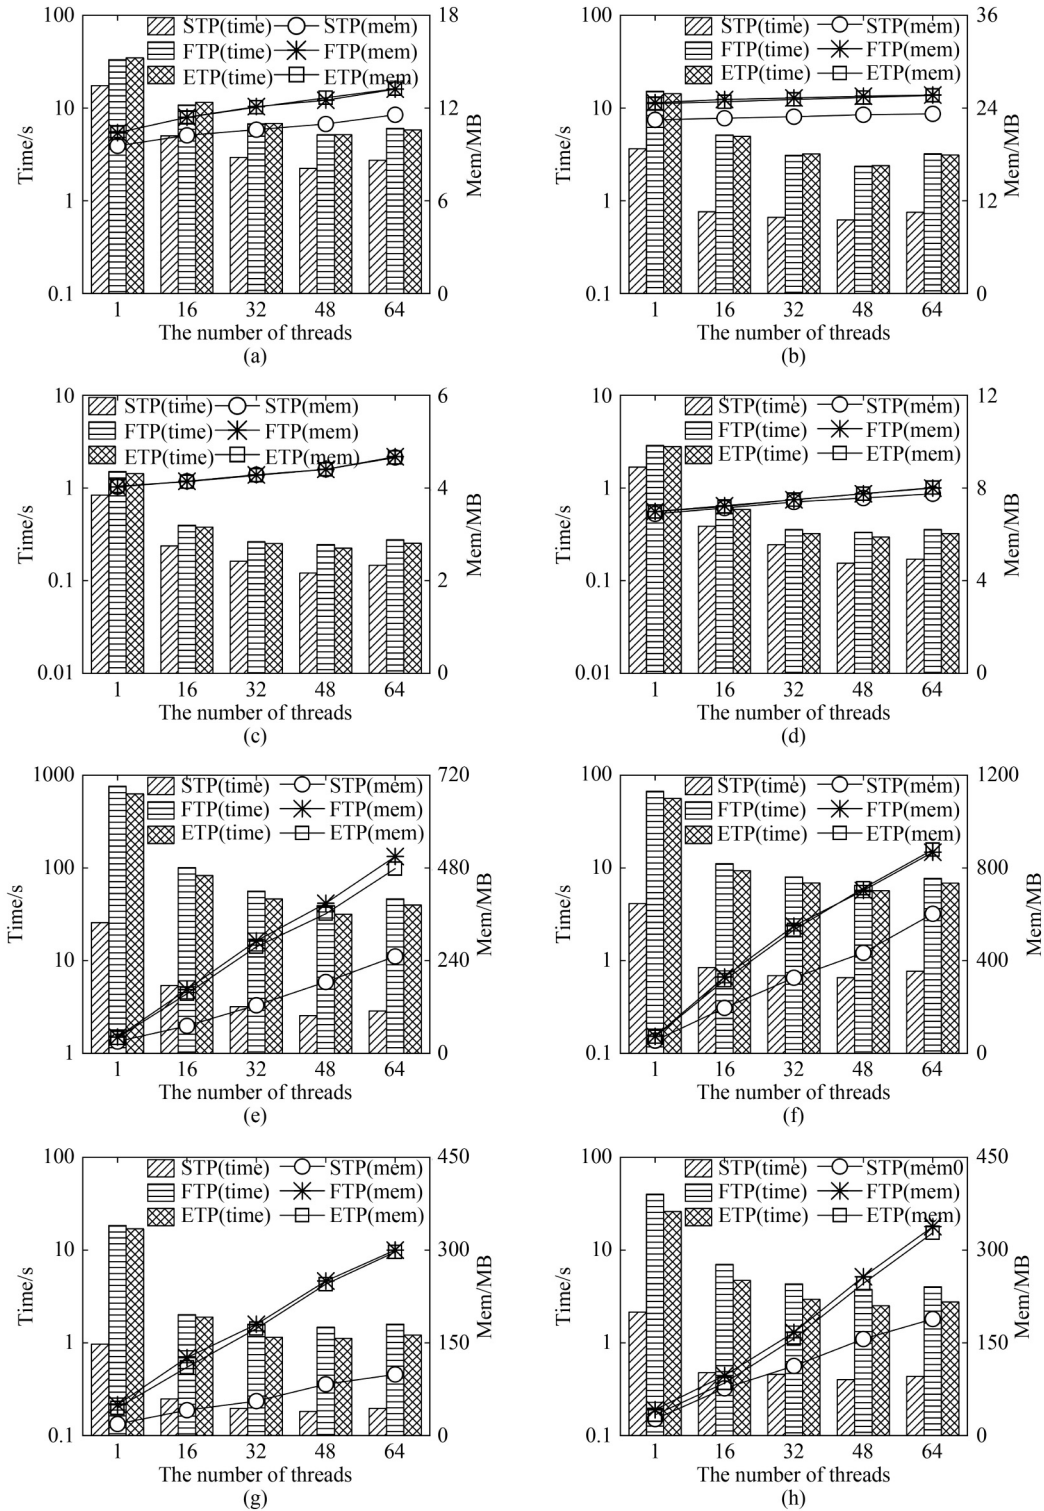 100 18
STP(time) STP(mem)
FTP(time) FTP(mem)
ETP(time) ETP(mem)
10 12
Time/s Mem/MB
1 6
0.1 0
1 16 32 48 64
The number of threads
(a)
100 36
STP(time) STP(mem)
FTP(time) FTP(mem)
ETP(time) ETP(mem)
10 24
Time/s Mem/MB
1 12
0.1 0
1 16 32 48 64
The number of threads
(b)
10 6
STP(time) STP(mem)
FTP(time) FTP(mem)
ETP(time) ETP(mem)
1 4
Time/s Mem/MB
0.1 2
0.01 0
1 16 32 48 64
The number of threads
(c)
10 12
STP(time) STP(mem)
FTP(time) FTP(mem)
ETP(time) ETP(mem)
1 8
Time/s Mem/MB
0.1 4
0.01 0
1 16 32 48 64
The number of threads
(d)
1000 720
STP(time) STP(mem)
FTP(time) FTP(mem)
ETP(time) ETP(mem)
100 480
Time/s Mem/MB
10 240
1 0
1 16 32 48 64
The number of threads
(e)
100 1200
STP(time) STP(mem)
FTP(time) FTP(mem)
ETP(time) ETP(mem)
10 800
Time/s Mem/MB
1 400
0.1 0
1 16 32 48 64
The number of threads
(f)
100 450
STP(time) STP(mem)
FTP(time) FTP(mem)
ETP(time) ETP(mem)
10 300
Time/s Mem/MB
1 150
0.1 0
1 16 32 48 64
The number of threads
(g)
100 450
STP(time) STP(mem0
FTP(time) FTP(mem)
ETP(time) ETP(mem)
10 300
Time/s Mem/MB
1 150
0.1 0
1 16 32 48 64
The number of threads
(h)